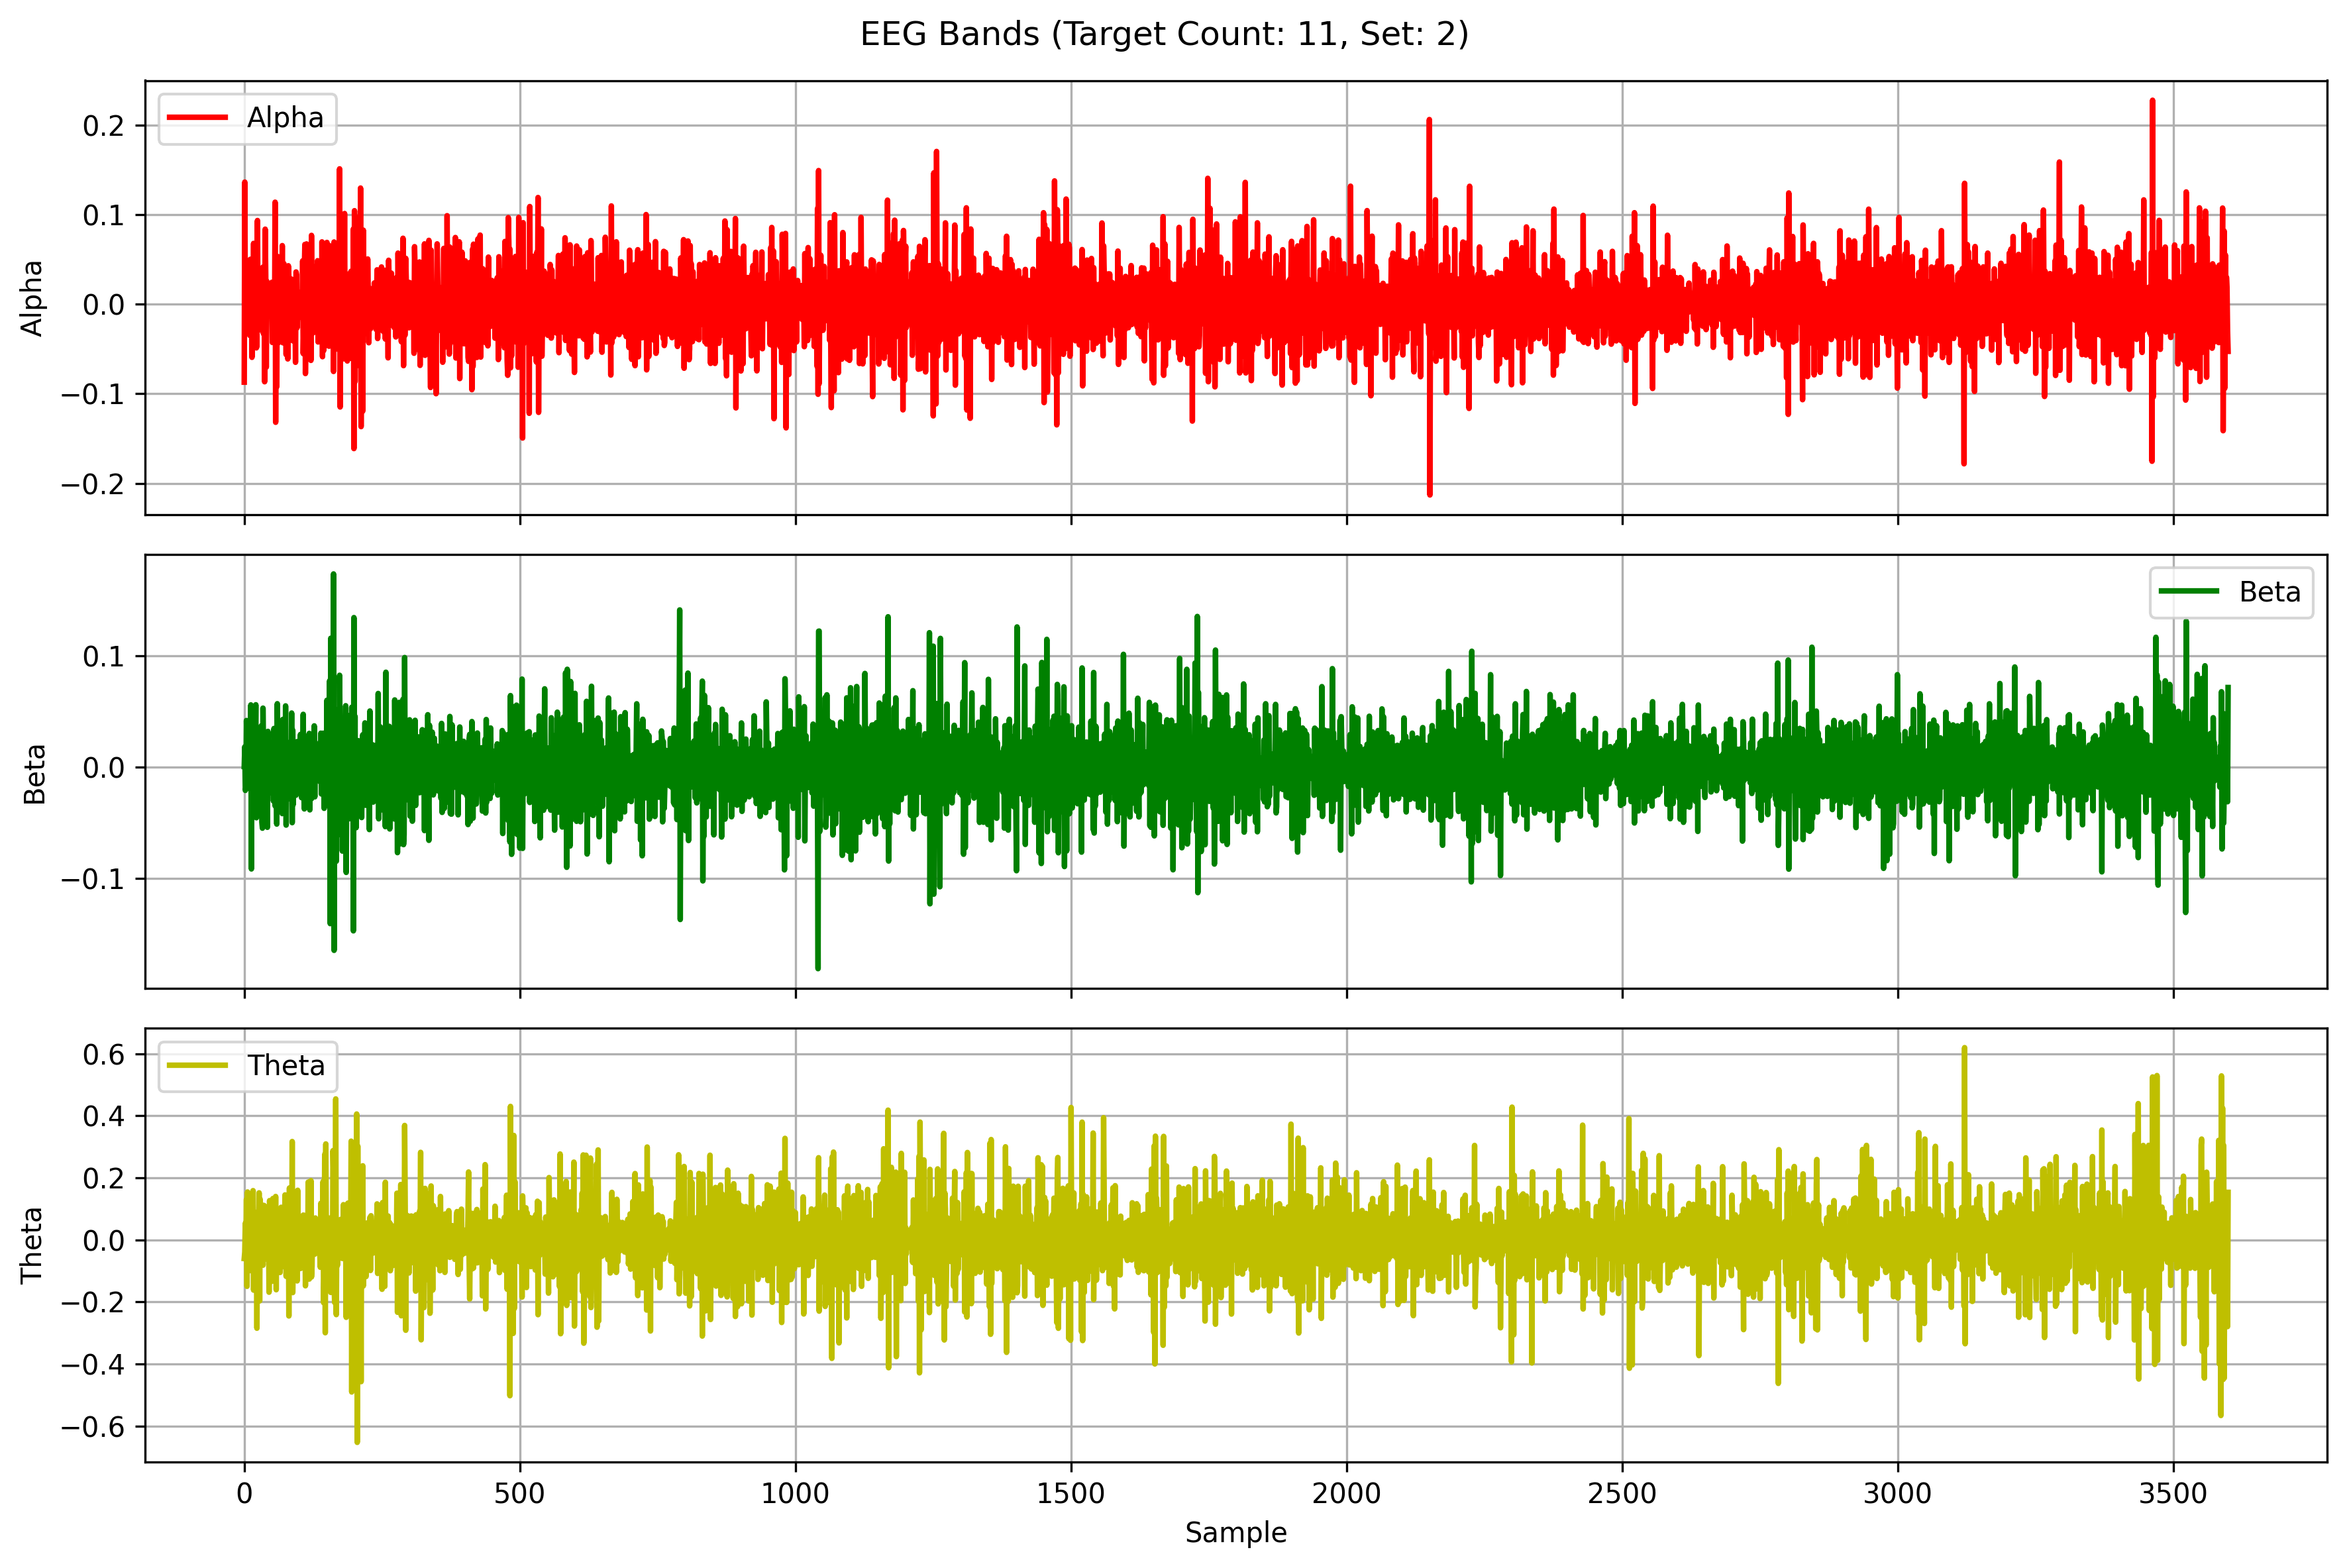 EEG Bands (Target Count: 11, Set: 2)
Alpha
0.2
0.1
0.0
−0.1
−0.2
Alpha
Beta
0.1
0.0
−0.1
Beta
Theta
0.6
0.4
0.2
0.0
−0.2
−0.4
−0.6
Theta
0 500 1000 1500 2000 2500 3000 3500
Sample